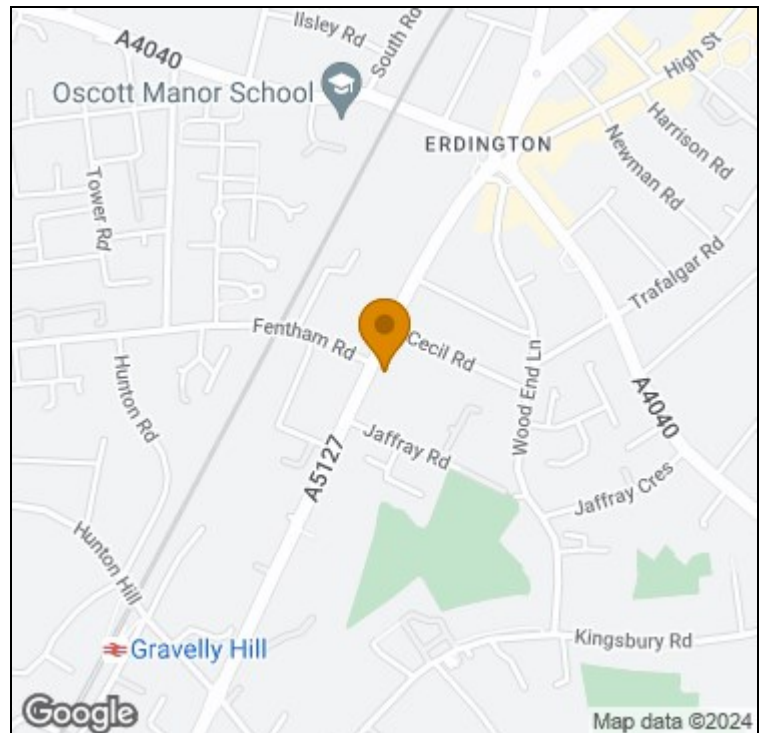 Ilsley Rd
South Rd
A4040
Oscott Manor School
High St
Harrison Rd
ERDINGTON
Newman Rd
Tower Rd
Trafalgar Rd
Fentham Rd
Cecil Rd
Wood End Ln
Hunton Rd
A4040
A5127
Jaffray Rd
Jaffray Cres
Hunton Hill
Kingsbury Rd
Gravelly Hill
Google
Map data ©2024